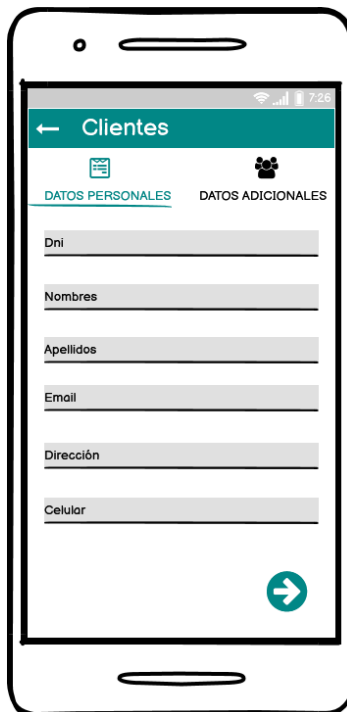 7:26
Clientes
DATOS PERSONALES DATOS ADICIONALES
Dni
Nombres
Apellidos
Email
Dirección
Celular